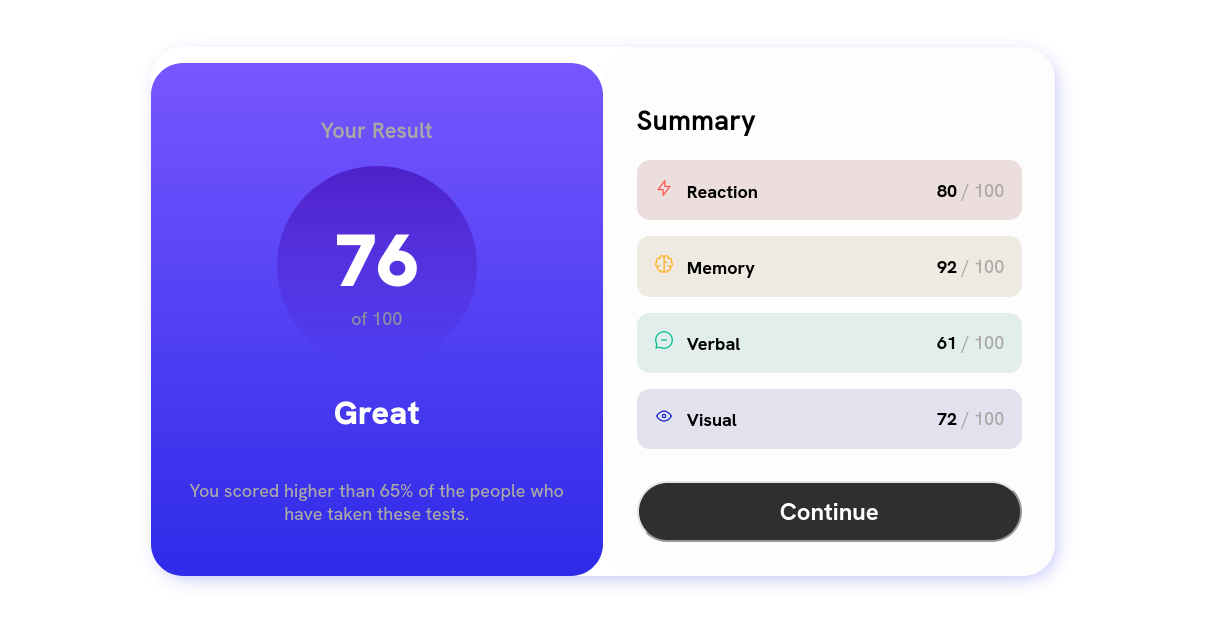 Your Result
76
of 100
Great
You scored higher than 65% of the people who
have taken these tests.
Summary
Reaction 80 / 100
Memory 92 / 100
Verbal 61 / 100
Visual 72 / 100
Continue